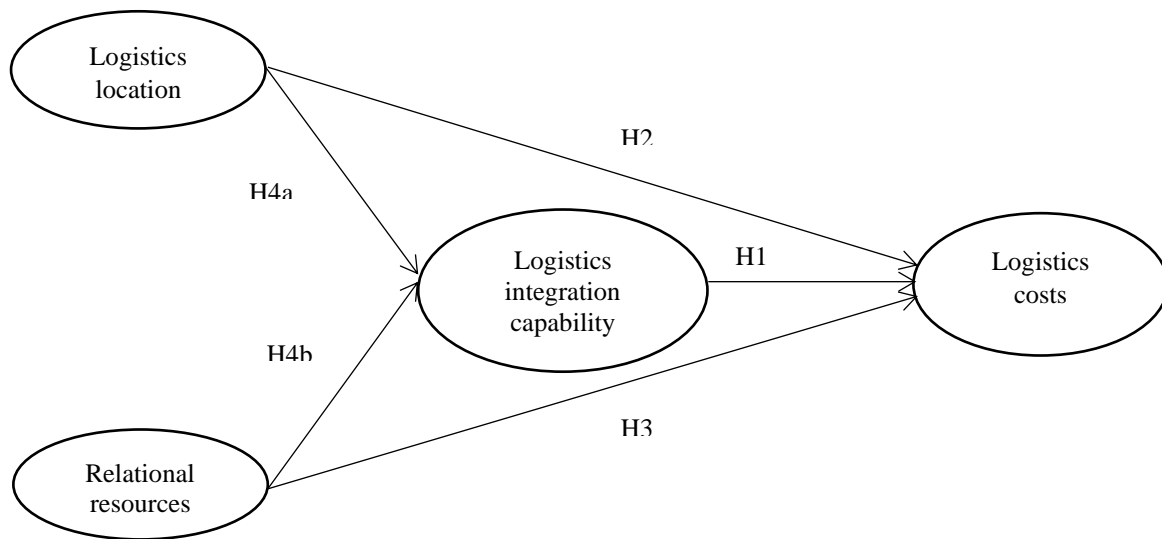 Logistics
location
H2
H4a
Logistics
integration
capability
H1
Logistics
costs
H4b
H3
Relational
resources